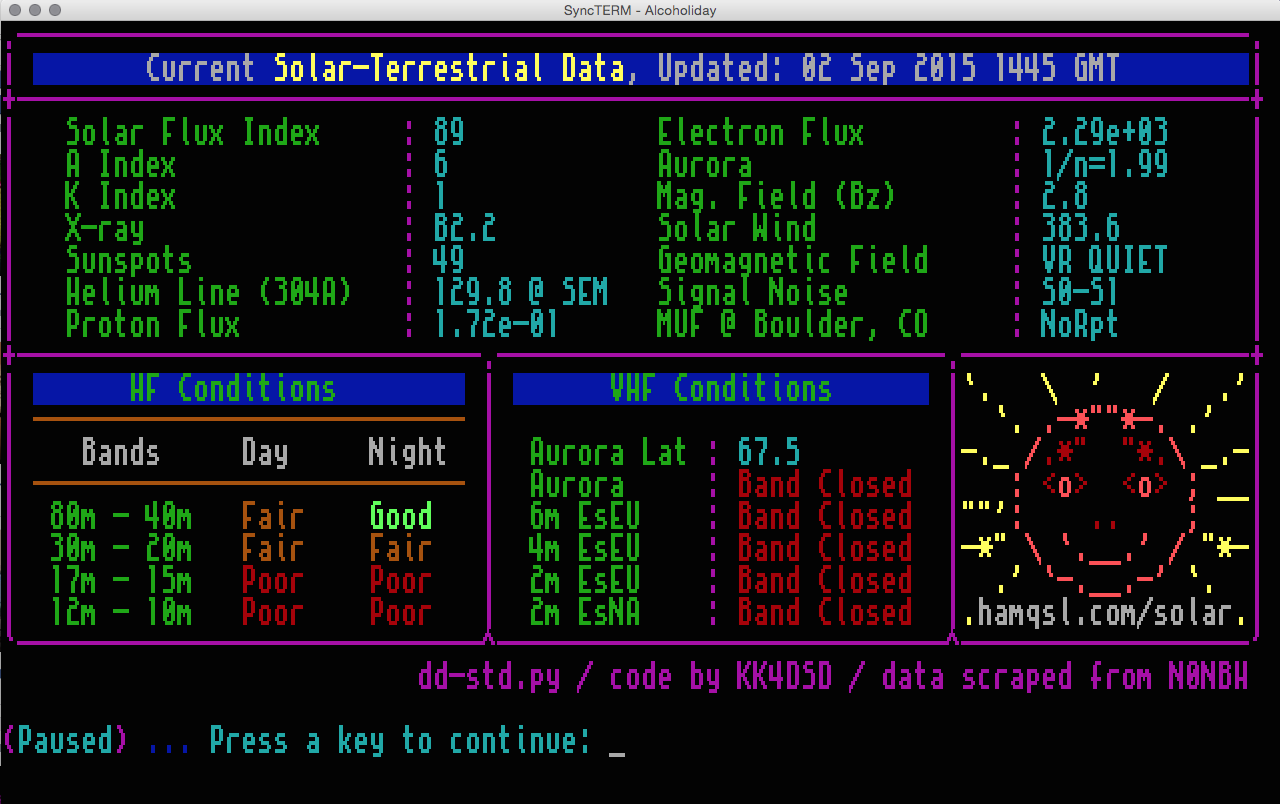 SyncTERM - Alcoholiday
Current Solar-Terrestrial Data, Updated: 02 Sep 2015 1445 GMT
Solar Flux Index : 89 Electron Flux : 2.29e+03
A Index : 6 Aurora : 1/n=1.99
K Index : 1 Mag. Field (Bz) : 2.8
X-ray : B2.2 Solar Wind : 383.6
Sunspots : 49 Geomagnetic Field : VR QUIET
Helium Line (304A) : 129.8 @ SEM Signal Noise : S0-S1
Proton Flux : 1.72e-01 MUF @ Boulder, CO : NoRpt
HF Conditions
Bands Day Night
80m - 40m Fair Good
30m - 20m Fair Fair
17m - 15m Poor Poor
12m - 10m Poor Poor
VHF Conditions
Aurora Lat : 67.5
Aurora : Band Closed
6m EsEU : Band Closed
4m EsEU : Band Closed
2m EsEU : Band Closed
2m EsNA : Band Closed
.hamqsl.com/solar.
dd-std.py / code by KK4DSD / data scraped from N0NBH
(Paused) ... Press a key to continue: _